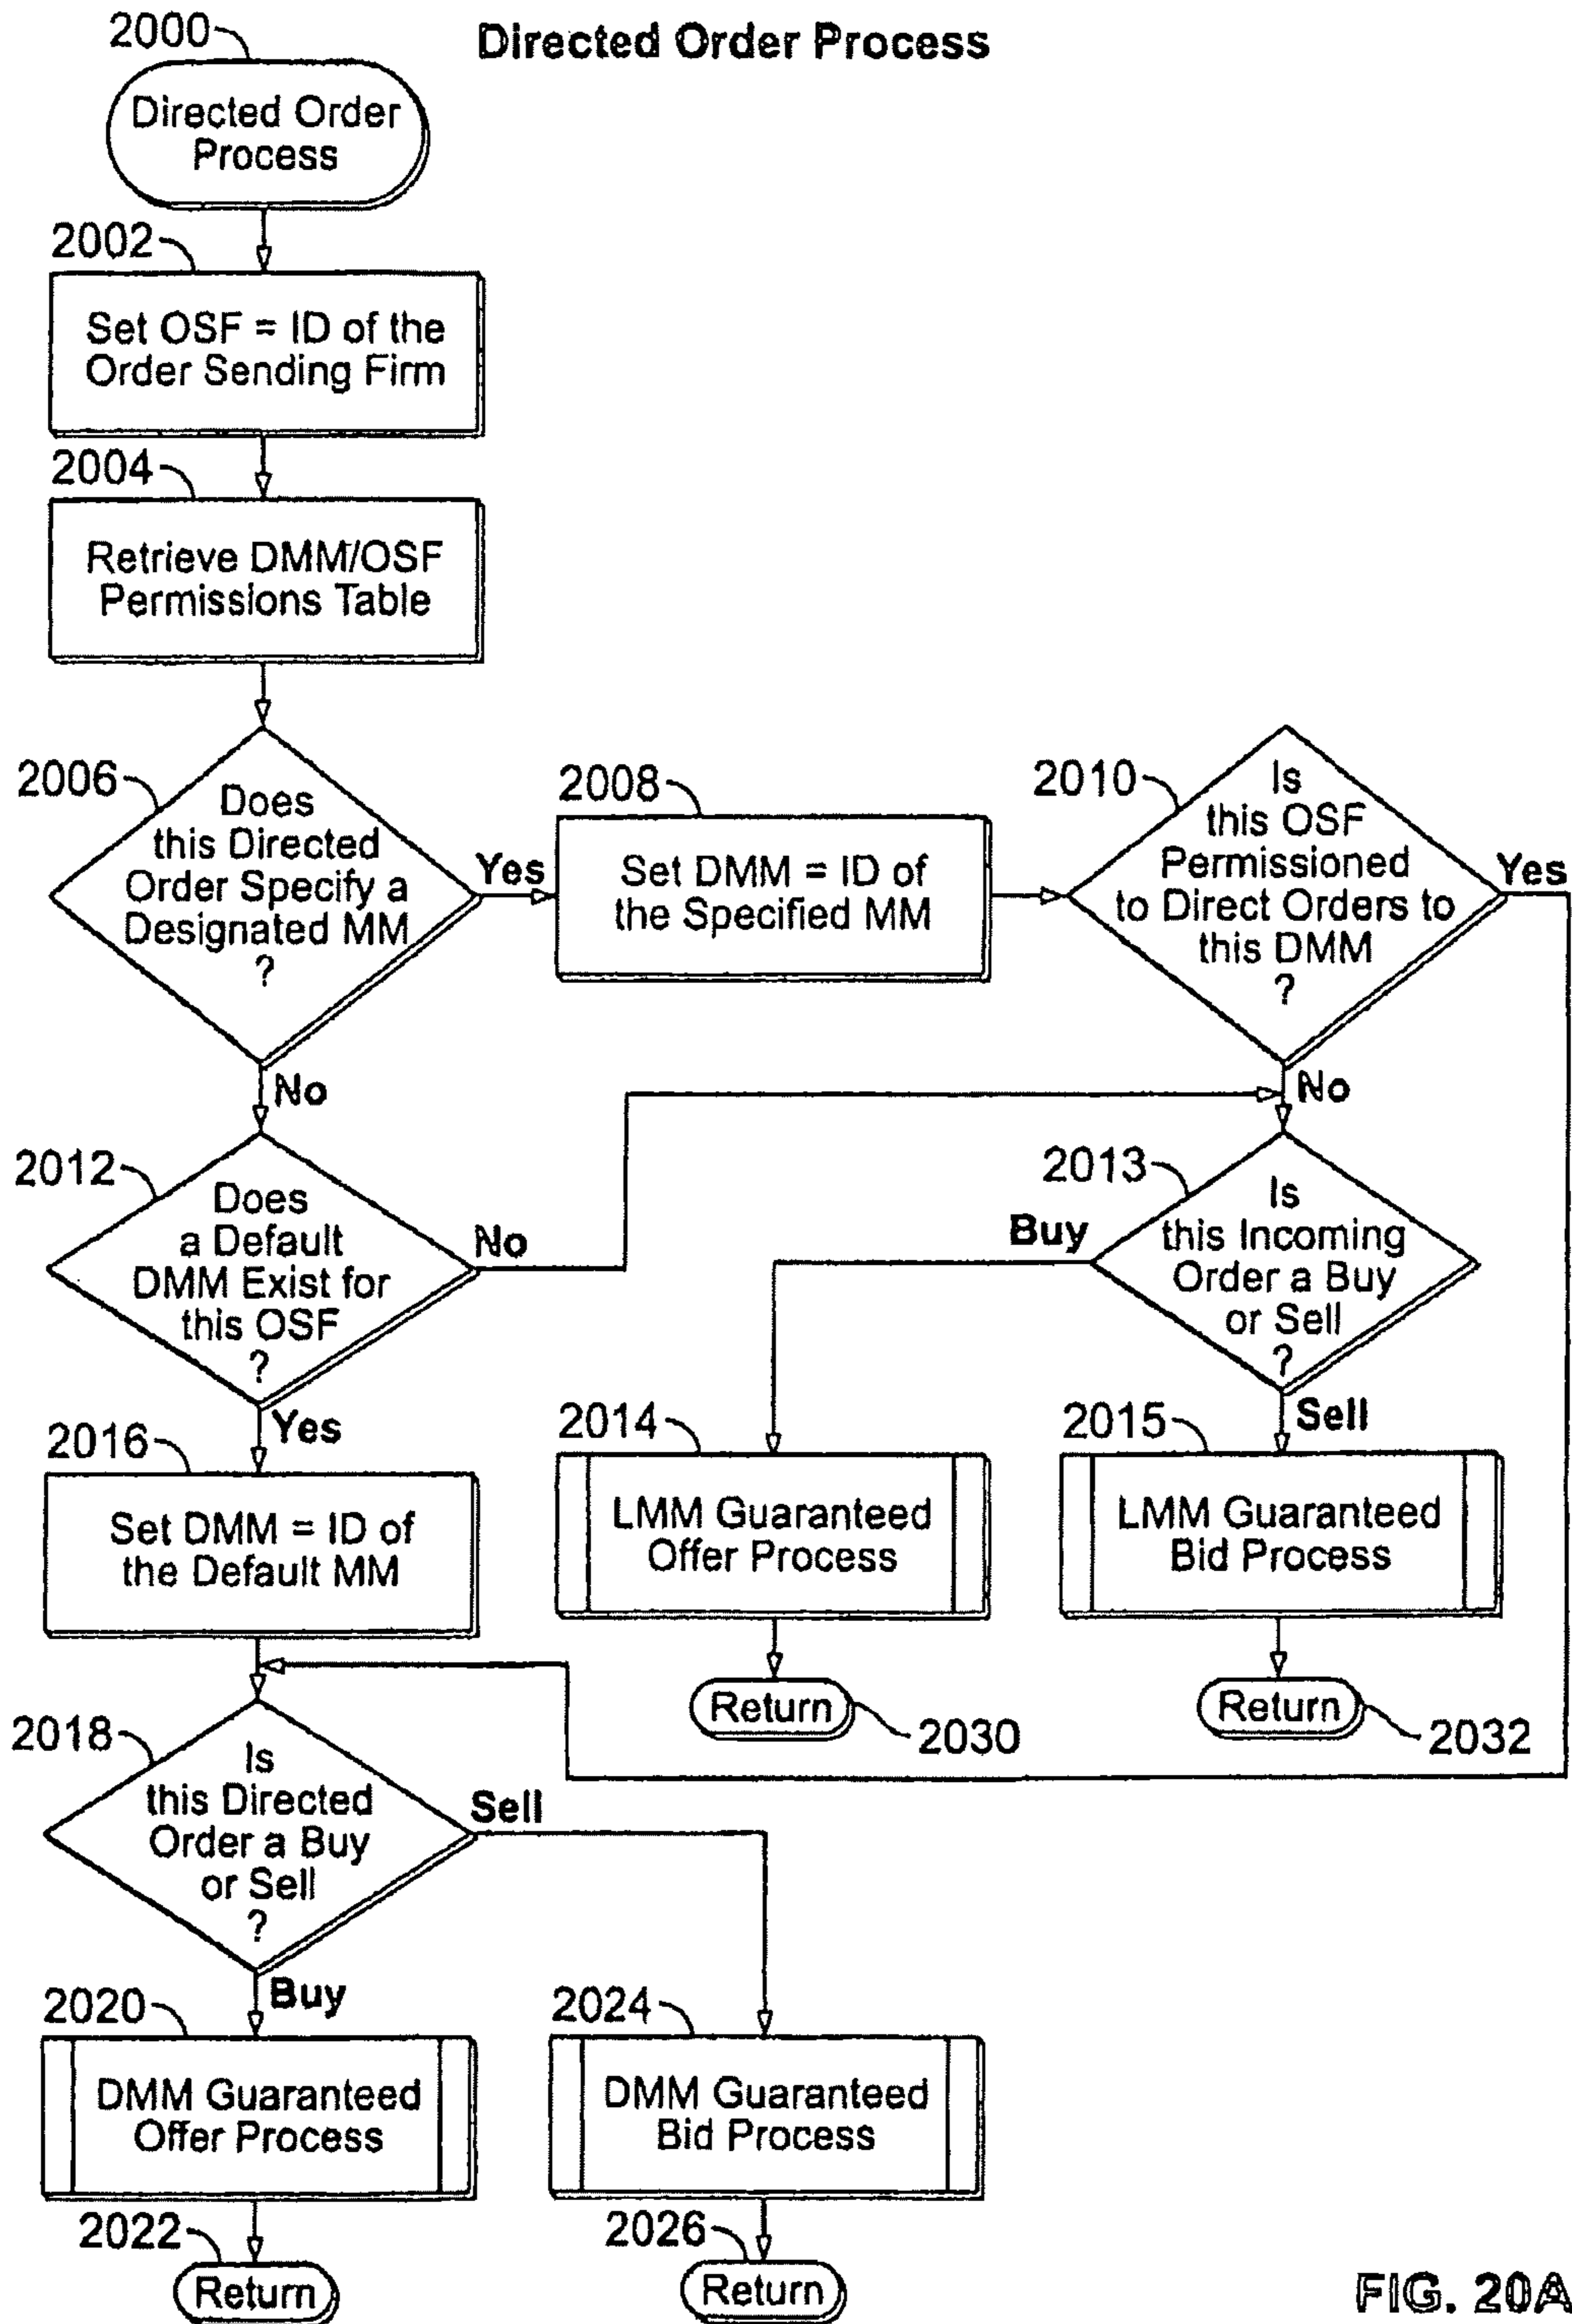 Directed Order Process
2000
Directed Order
Process
2002
Set OSF = ID of the
Order Sending Firm
2004
Retrieve DMM/OSF
Permissions Table
2006
Does
this Directed
Order Specify a
Designated MM
?
Yes
No
2008
Set DMM = ID of
the Specified MM
2010
Is
this OSF
Permissioned
to Direct Orders to
this DMM
?
Yes
No
2012
Does
a Default
DMM Exist for
this OSF
?
No
Yes
2013
Is
this Incoming
Order a Buy
or Sell
?
Buy
Sell
2016
Set DMM = ID of
the Default MM
2014
LMM Guaranteed
Offer Process
2015
LMM Guaranteed
Bid Process
Return
2030
Return
2032
2018
Is
this Directed
Order a Buy
or Sell
?
Sell
Buy
2020
DMM Guaranteed
Offer Process
2024
DMM Guaranteed
Bid Process
2022
Return
2026
Return
FIG. 20A